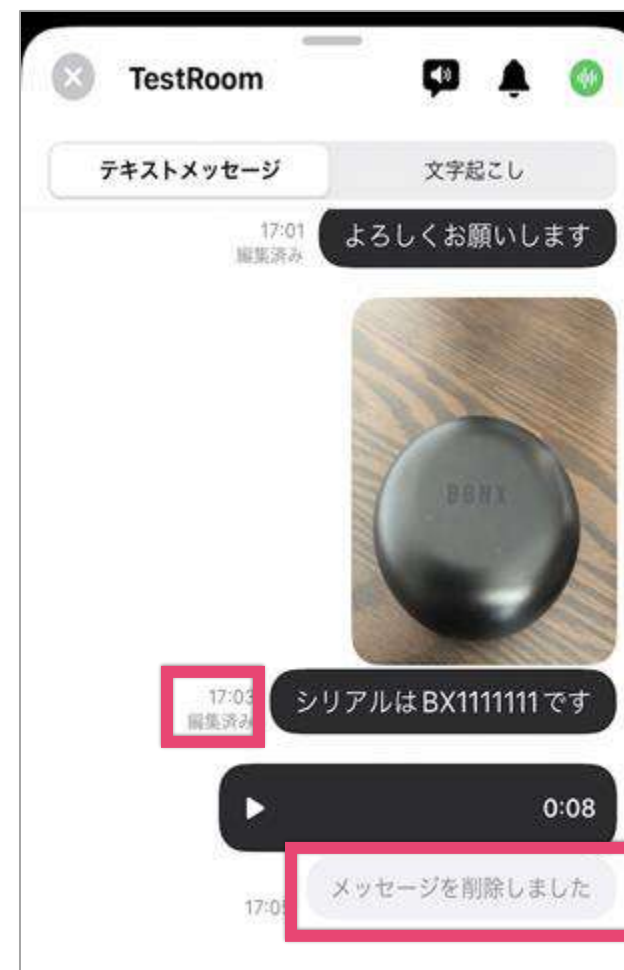 TestRoom
テキストメッセージ
文字起こし
17:01
よろしくお願いします
編集済み
BONX
17:03
シリアルはBX1111111です
編集済み
0:08
メッセージを削除しました